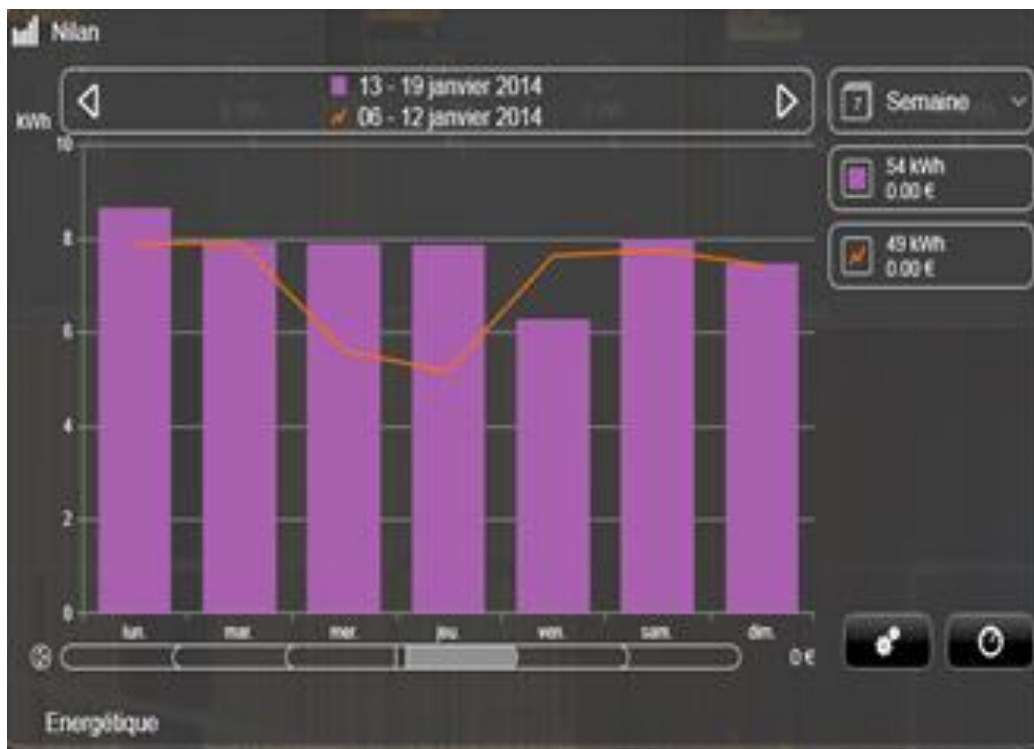 Nilan
13 - 19 janvier 2014
06 - 12 janvier 2014
7
Semaine
kWh
10
54 kWh
0.00 €
8
49 kWh
0.00 €
6
4
2
0
lun. mar. mer. jeu. ven. sam. dim.
0 €
Energétique